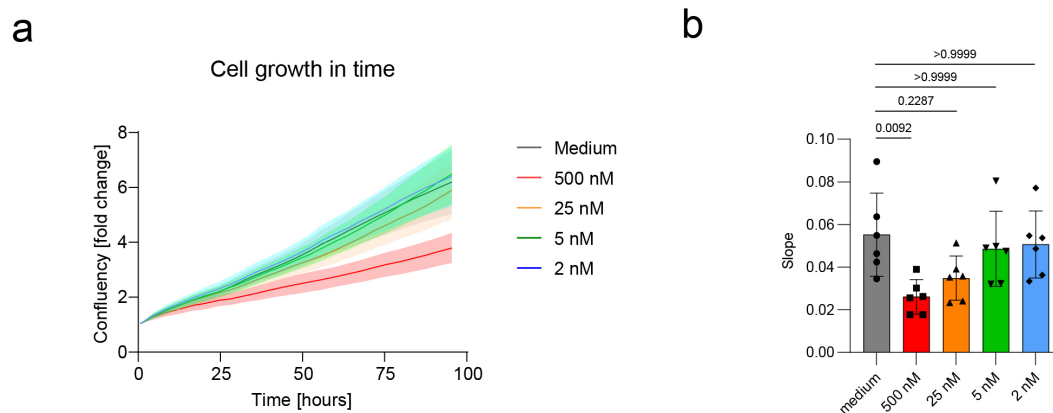 a
Cell growth in time
Confluency [fold change]
8
6
4
2
0
0 25 50 75 100
Time [hours]
Medium
500 nM
25 nM
5 nM
2 nM
b
>0.9999
>0.9999
0.2287
0.0092
Slope
0.10
0.08
0.06
0.04
0.02
0.00
medium 500 nM 25 nM 5 nM 2 nM